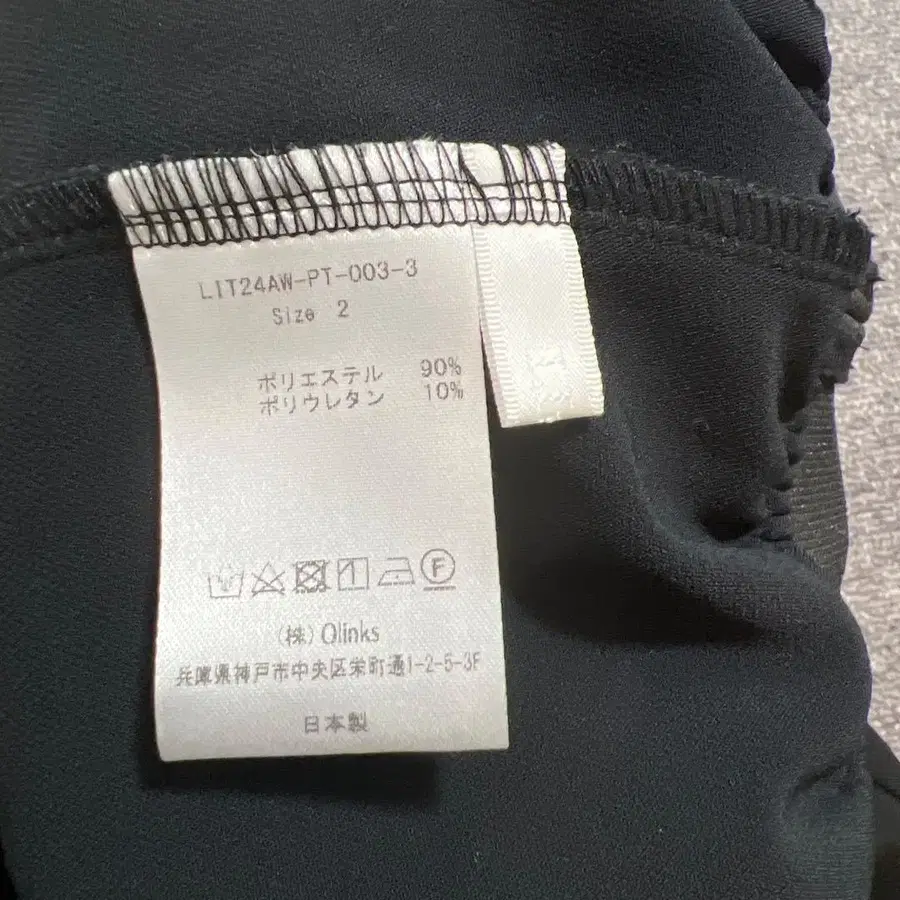 LIT24AW-PT-003-3
Size 2
ポリエステル 90%
ポリウレタン 10%
F
(株) Qlinks
兵庫県神戸市中央区栄町通1-2-5-3F
日本製